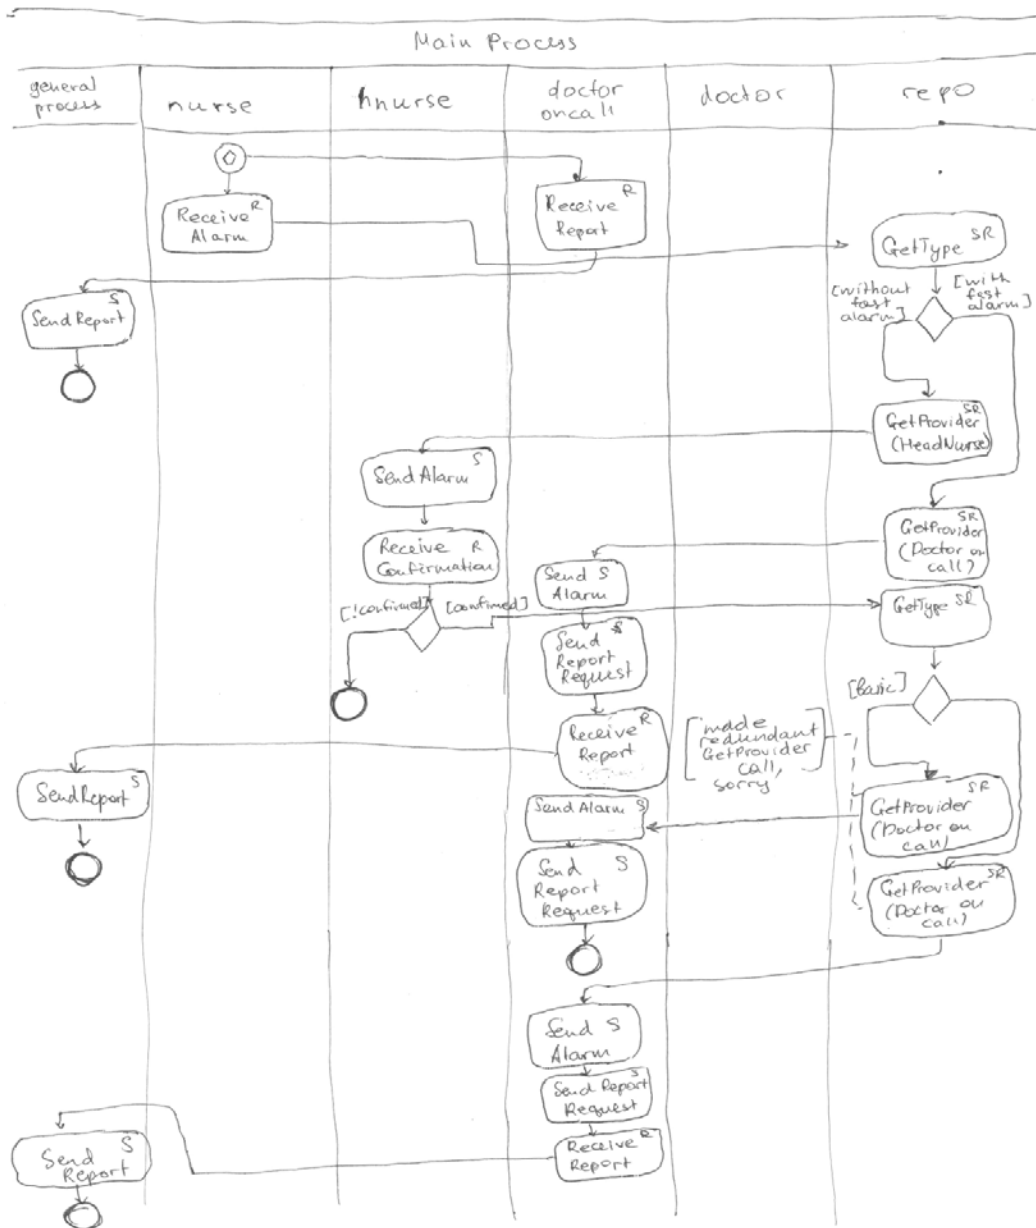 Main Process
general
process
nurse
hnurse
doctor
oncall
doctor
repo
Receive R
Alarm
Receive R
Report
GetType SR
[without
fast
alarm]
[with
fast
alarm]
S
Send Report
GetProvider SR
(HeadNurse)
Send Alarm S
Receive R
Confirmation
GetProvider SR
(Doctor on
call)
Send S
Alarm
[!confirmed]
[confirmed]
GetType SR
Send S
Report
Request
[Basic]
Receive R
Report
made
redundant
GetProvider
call,
sorry
Send Report S
Send Alarm S
GetProvider SR
(Doctor on
call)
Send S
Report
Request
GetProvider SR
(Doctor on
call)
Send S
Alarm
Send Report S
Request
Receive R
Report
Send S
Report